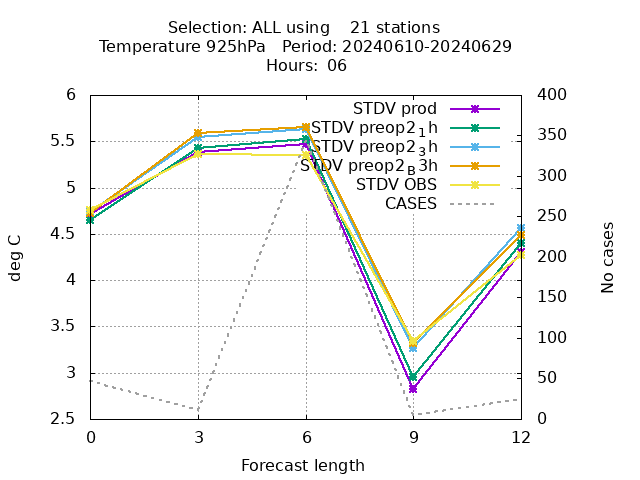 Selection: ALL using    21 stations
Temperature 925hPa   Period: 20240610-20240629
Hours:  06
6
5.5
5
4.5
4
3.5
3
2.5
400
350
300
250
200
150
100
50
0
STDV prod
STDV preop2₁h
STDV preop2₃h
STDV preop2_B3h
STDV OBS
CASES
deg C
No cases
0 3 6 9 12
Forecast length